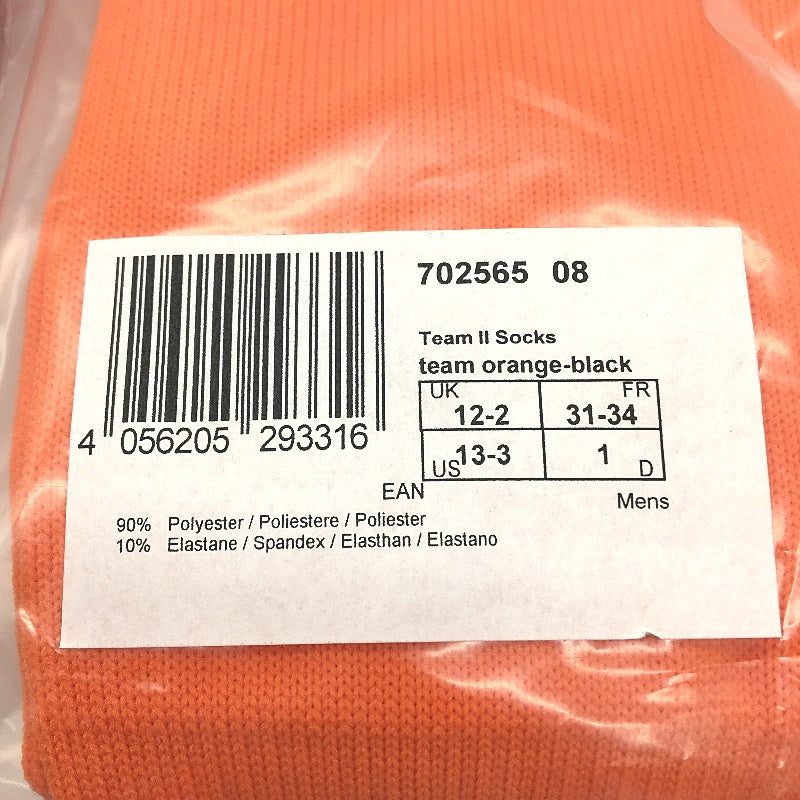 702565 08
Team II Socks
team orange-black
UK 12-2 31-34 FR
US 13-3 1 D
4 056205 293316
EAN
Mens
90% Polyester / Poliestere / Poliester
10% Elastane / Spandex / Elasthan / Elastano